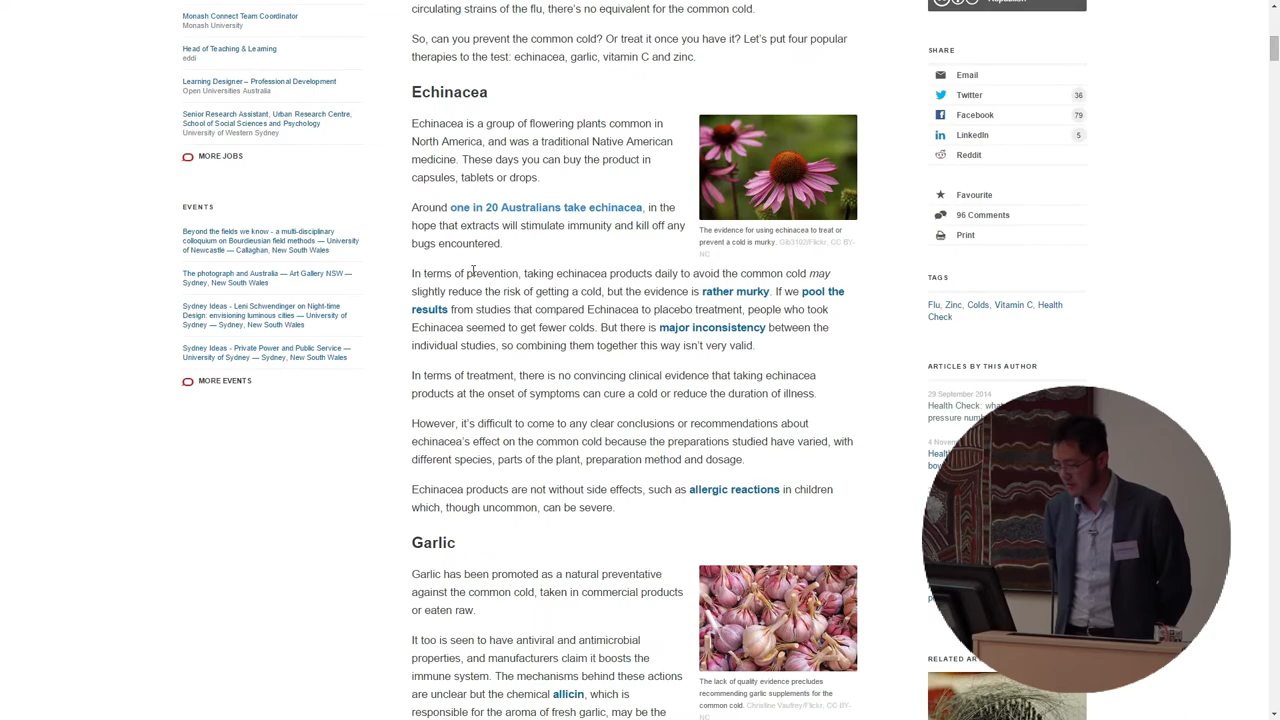 Monash Connect Team Coordinator
Monash University
Head of Teaching & Learning
eddi
Learning Designer – Professional Development
Open Universities Australia
Senior Research Assistant, Urban Research Centre,
School of Social Sciences and Psychology
University of Western Sydney
MORE JOBS
EVENTS
Beyond the fields we know - a multi-disciplinary
colloquium on Bourdieusian field methods — University
of Newcastle — Callaghan, New South Wales
The photograph and Australia — Art Gallery NSW —
Sydney, New South Wales
Sydney Ideas - Leni Schwendinger on Night-time
Design: envisioning luminous cities — University of
Sydney — Sydney, New South Wales
Sydney Ideas - Private Power and Public Service —
University of Sydney — Sydney, New South Wales
MORE EVENTS
circulating strains of the flu, there's no equivalent for the common cold.
So, can you prevent the common cold? Or treat it once you have it? Let's put four popular
therapies to the test: echinacea, garlic, vitamin C and zinc.
Echinacea
Echinacea is a group of flowering plants common in
North America, and was a traditional Native American
medicine. These days you can buy the product in
capsules, tablets or drops.
Around one in 20 Australians take echinacea, in the
hope that extracts will stimulate immunity and kill off any
bugs encountered.
The evidence for using echinacea to treat or
prevent a cold is murky. Gib3102/Flickr, CC BY-
NC
In terms of prevention, taking echinacea products daily to avoid the common cold may
slightly reduce the risk of getting a cold, but the evidence is rather murky. If we pool the
results from studies that compared Echinacea to placebo treatment, people who took
Echinacea seemed to get fewer colds. But there is major inconsistency between the
individual studies, so combining them together this way isn't very valid.
In terms of treatment, there is no convincing clinical evidence that taking echinacea
products at the onset of symptoms can cure a cold or reduce the duration of illness.
However, it's difficult to draw any clear conclusions or recommendations about
echinacea's effect on the common cold because the preparations studied have varied, with
different species, parts of the plant, preparation method and dosage.
Echinacea products are not without side effects, such as allergic reactions in children
which, though uncommon, can be severe.
Garlic
Garlic has been promoted as a natural preventative
against the common cold, taken in commercial products
or eaten raw.
It too is seen to have antiviral and antimicrobial
properties, and manufacturers claim it boosts the
immune system. The mechanisms behind these actions
are unclear but the chemical allicin, which is
responsible for the aroma of fresh garlic, may be the
The lack of quality evidence precludes
recommending garlic supplements for the
common cold. Christine Vaufrey/Flickr, CC BY-
NC
SHARE
Email
Twitter 36
Facebook 79
LinkedIn 5
Reddit
Favourite
96 Comments
Print
TAGS
Flu, Zinc, Colds, Vitamin C, Health
Check
ARTICLES BY THIS AUTHOR
29 September 2014
Health Check:
pressure
RELATED